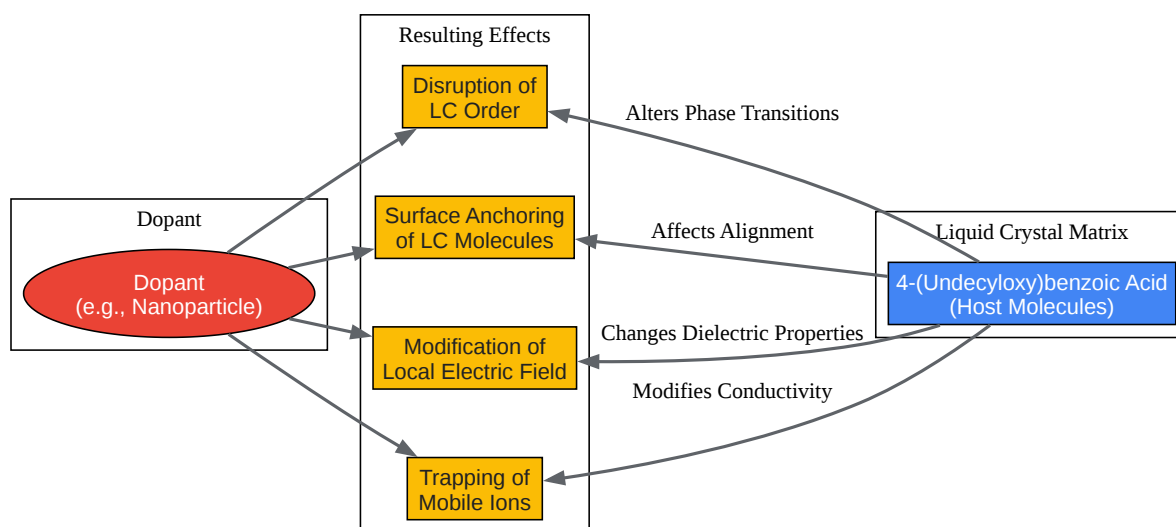 Resulting Effects
Disruption of
LC Order
Alters Phase Transitions
Dopant
Surface Anchoring
of LC Molecules
Affects Alignment
Liquid Crystal Matrix
Dopant
(e.g., Nanoparticle)
4-(Undecyloxy)benzoic Acid
(Host Molecules)
Modification of
Local Electric Field
Changes Dielectric Properties
Modifies Conductivity
Trapping of
Mobile Ions